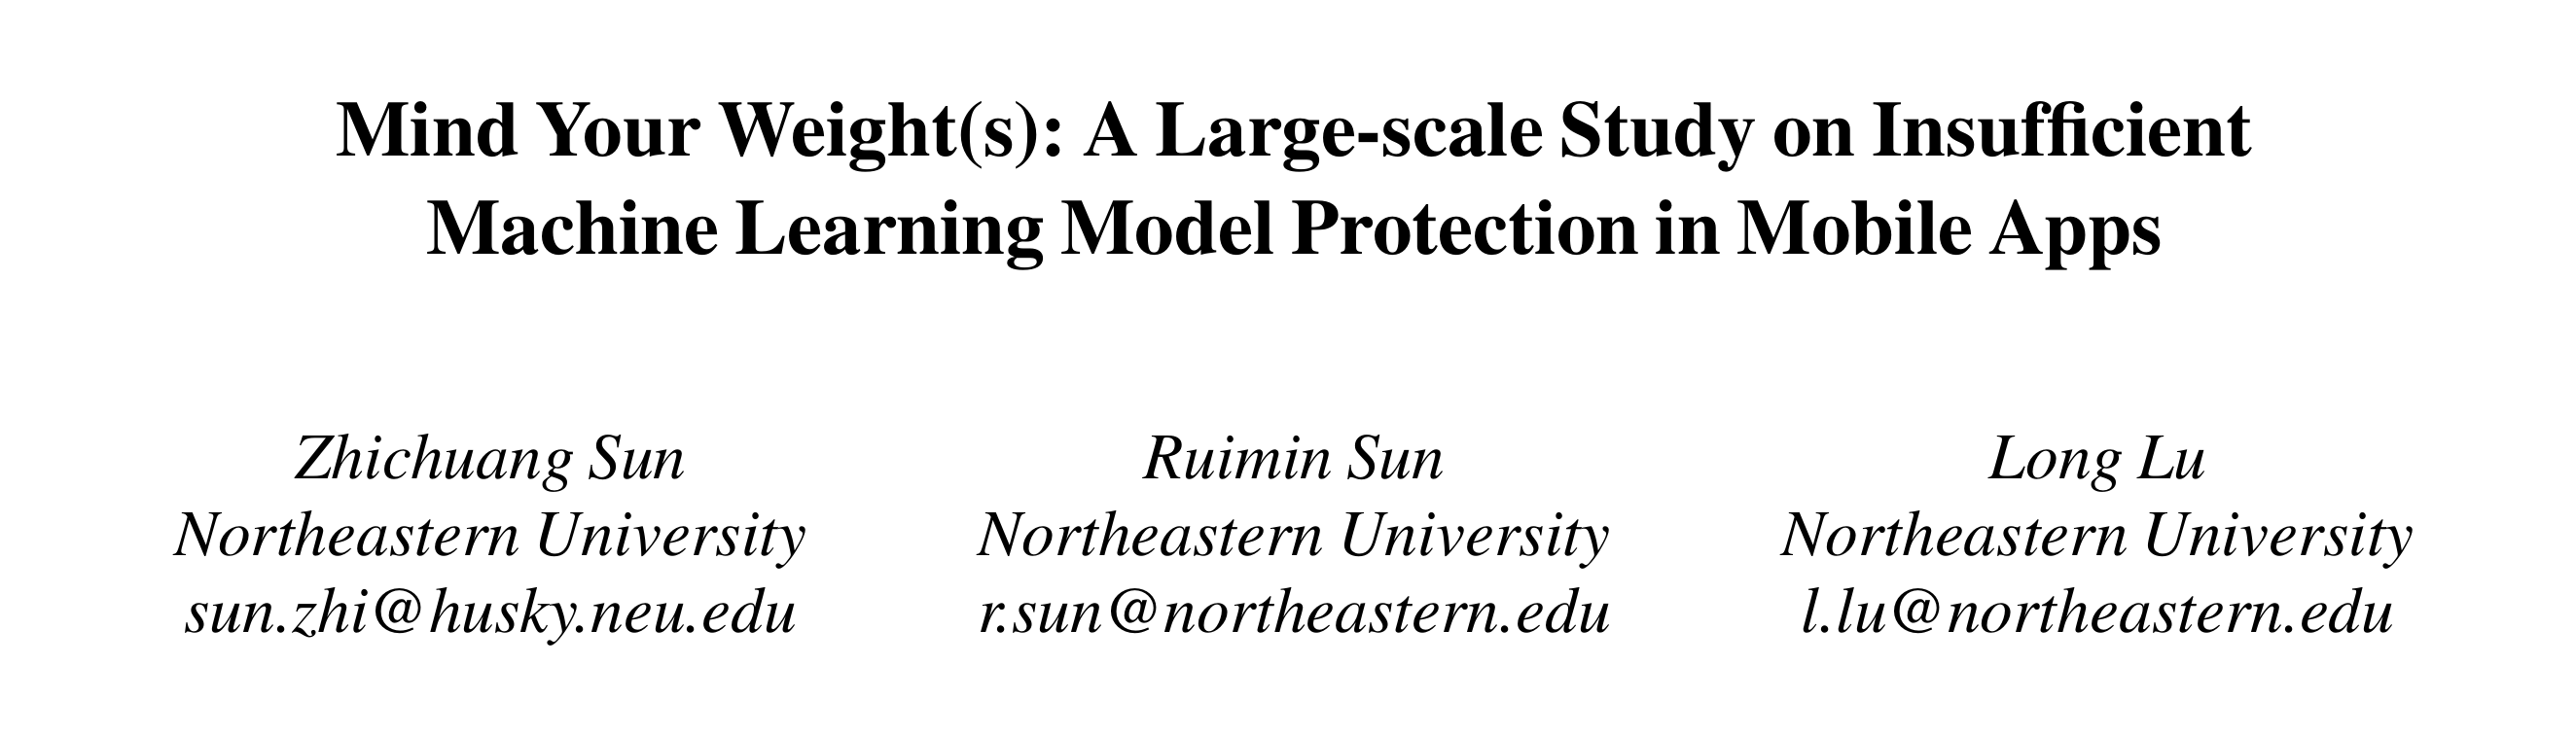 Mind Your Weight(s): A Large-scale Study on Insufficient
Machine Learning Model Protection in Mobile Apps
Zhichuang Sun
Northeastern University
sun.zhi@husky.neu.edu
Ruimin Sun
Northeastern University
r.sun@northeastern.edu
Long Lu
Northeastern University
l.lu@northeastern.edu